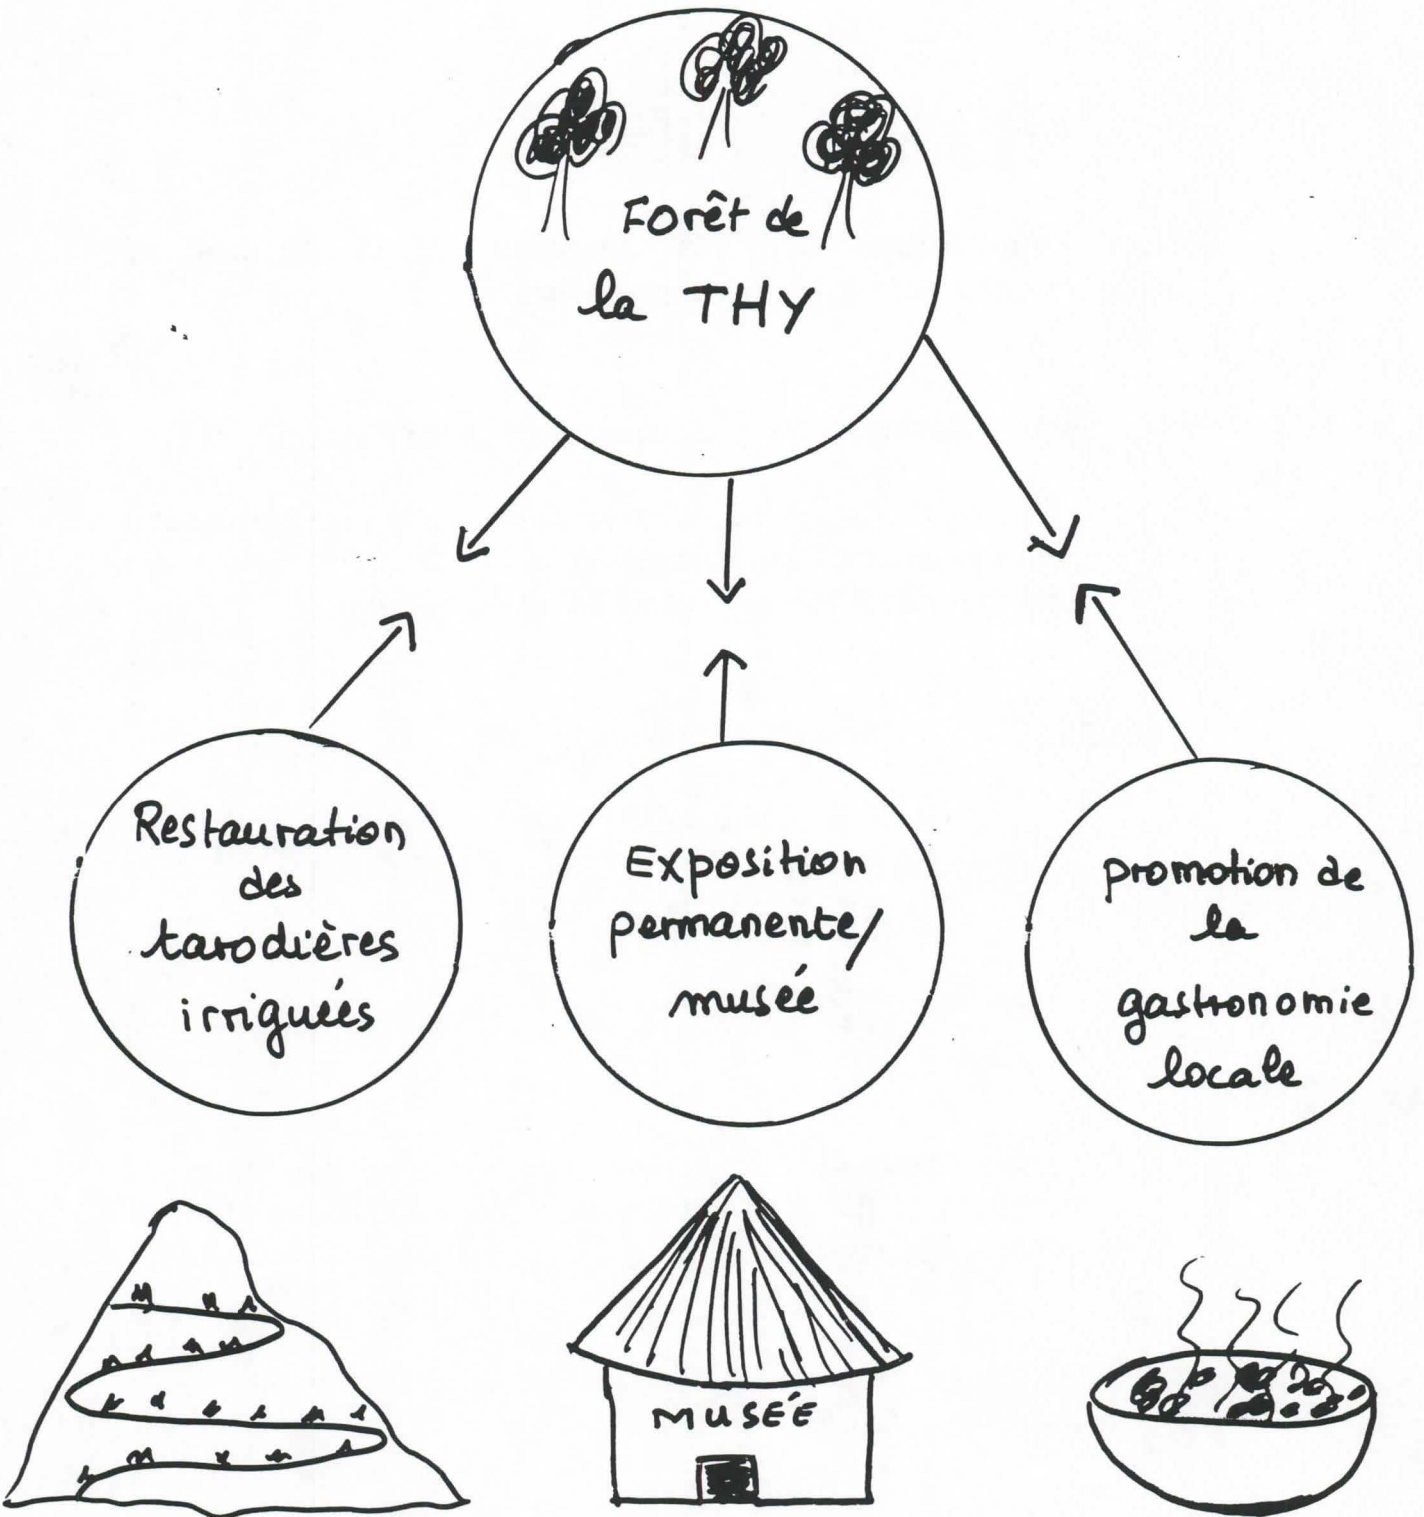 Forêt de
la THY
Restauration
des
tarodières
irriguées
Exposition
permanente/
musée
promotion de
la
gastronomie
locale
MUSÉE